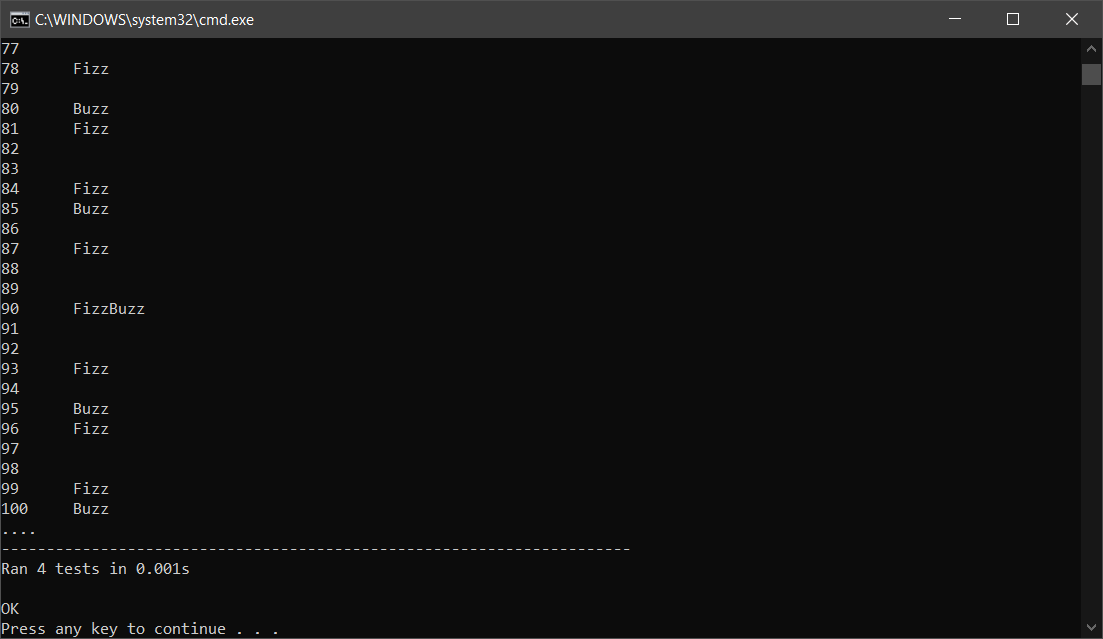 C:\WINDOWS\system32\cmd.exe
77
78 Fizz
79
80 Buzz
81 Fizz
82
83
84 Fizz
85 Buzz
86
87 Fizz
88
89
90 FizzBuzz
91
92
93 Fizz
94
95 Buzz
96 Fizz
97
98
99 Fizz
100 Buzz
....
----------------------------------------------------------------------
Ran 4 tests in 0.001s
OK
Press any key to continue . . .